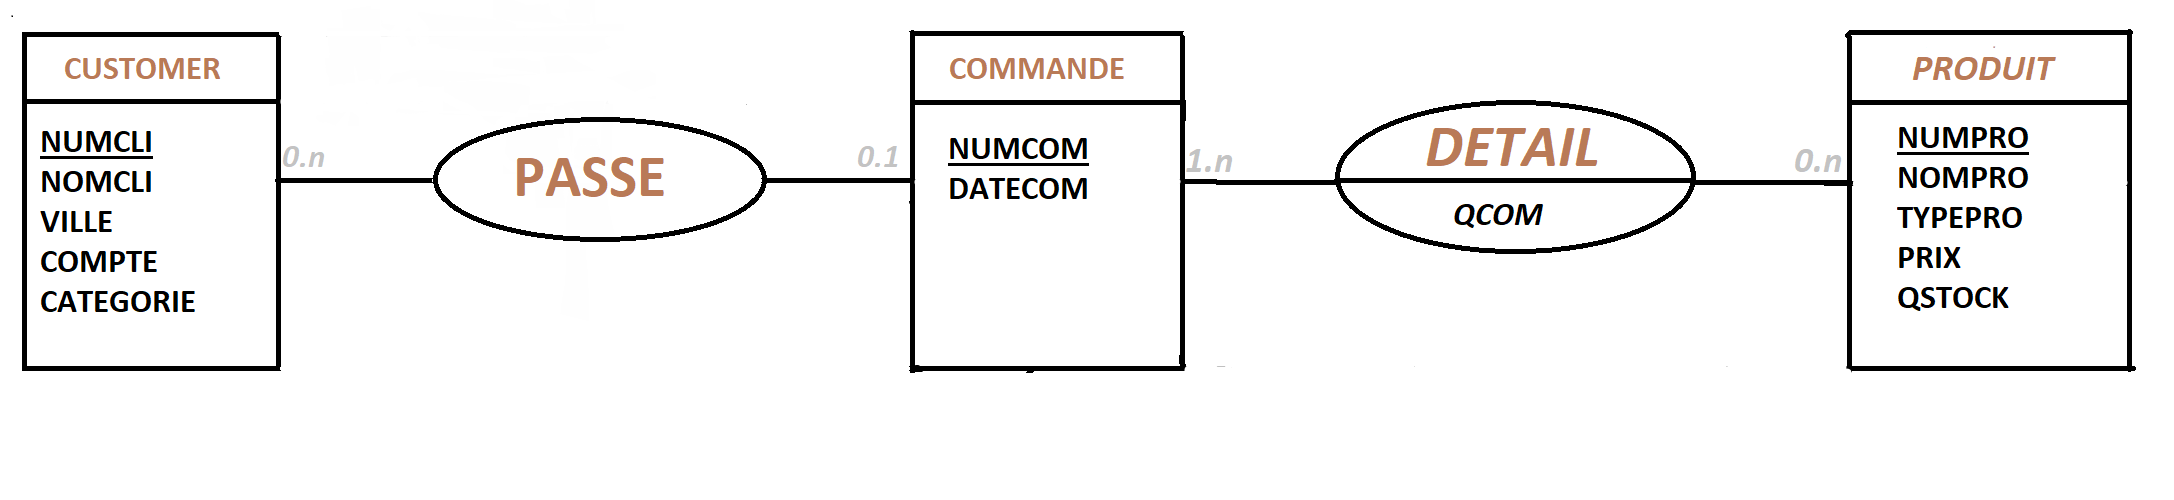 CUSTOMER
NUMCLI
NOMCLI
VILLE
COMPTE
CATEGORIE
0.n
PASSE
0.1
COMMANDE
NUMCOM
DATECOM
1.n
DETAIL
QCOM
0.n
PRODUIT
NUMPRO
NOMPRO
TYPEPRO
PRIX
QSTOCK